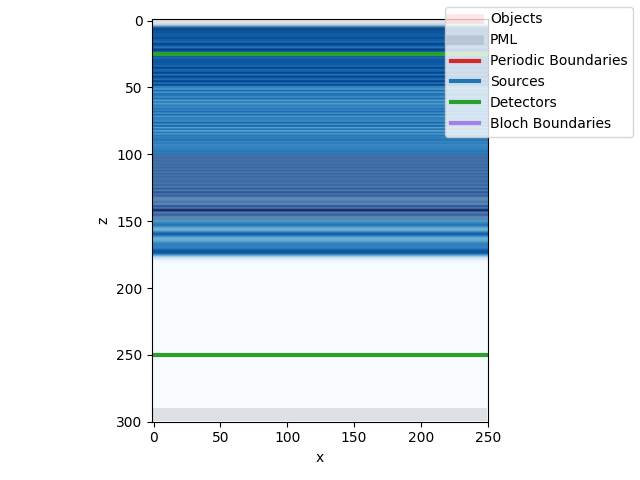 Objects
PML
Periodic Boundaries
Sources
Detectors
Bloch Boundaries
0
50
100
150
200
250
300
z
0 50 100 150 200 250
x